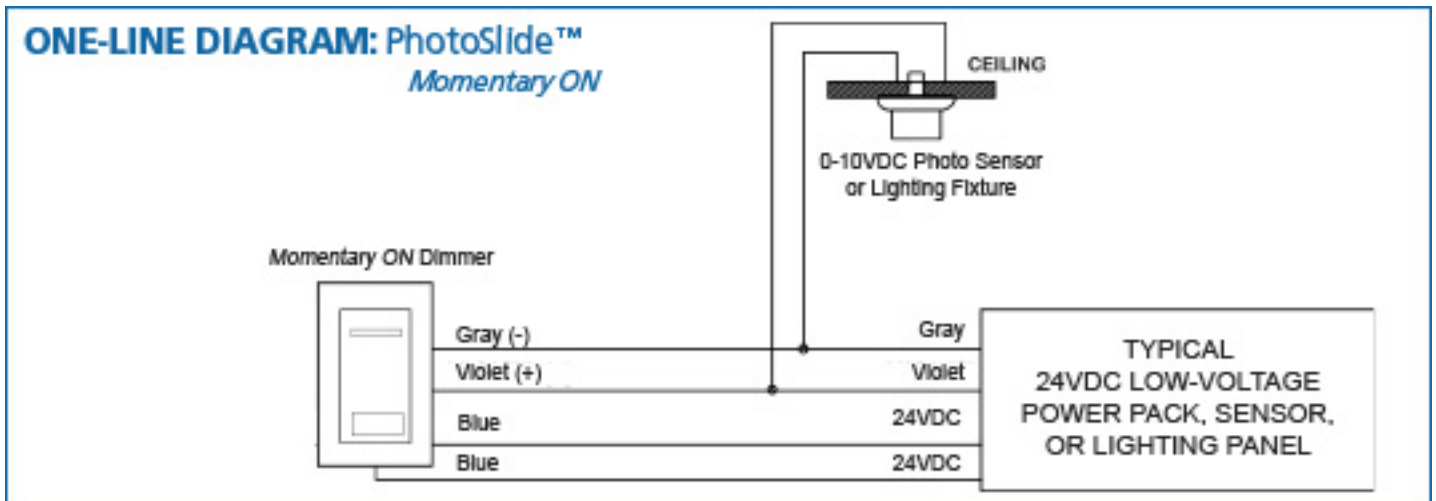 ONE-LINE DIAGRAM: PhotoSlide™
Momentary ON
CEILING
0-10VDC Photo Sensor
or Lighting Fixture
Momentary ON Dimmer
Gray (-)
Gray
Violet (+)
Violet
Blue
24VDC
Blue
24VDC
TYPICAL
24VDC LOW-VOLTAGE
POWER PACK, SENSOR,
OR LIGHTING PANEL